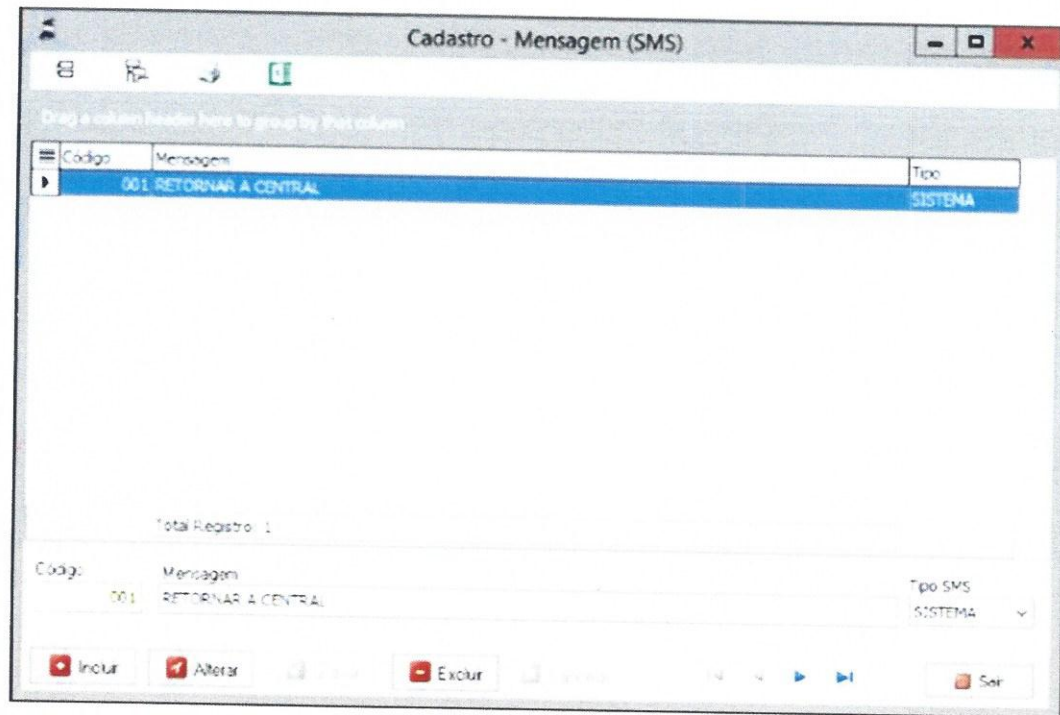 Cadastro - Mensagem (SMS)
Drag a column header here to group by that column
Código Mensagem Tipo
001 RETORNAR A CENTRAL SISTEMA
Total Registro: 1
Código Mensagem Tipo SMS
001 RETORNAR A CENTRAL SISTEMA
Incluir Alterar Excluir Sair